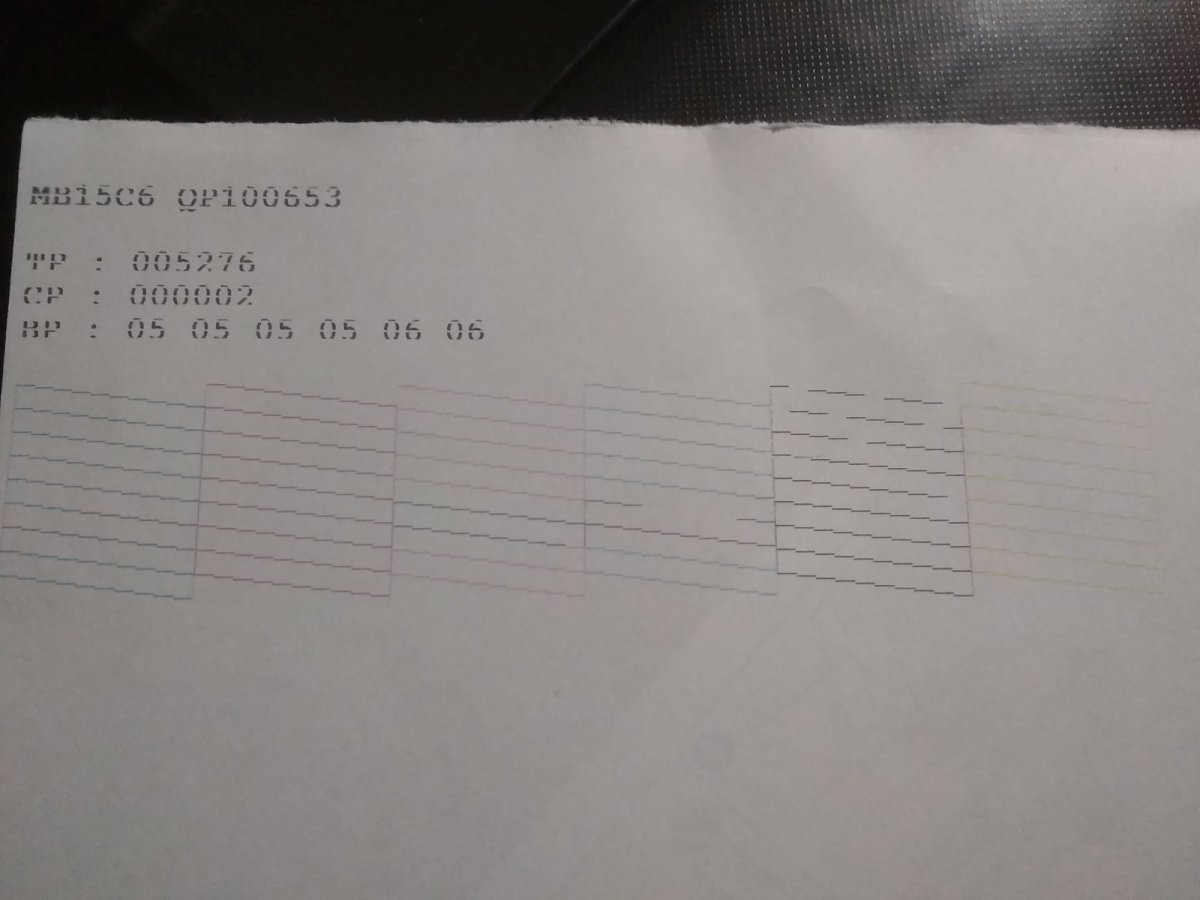 MB15C6 QP100653
TP : 005276
CP : 000002
BP : 05 05 05 05 06 06